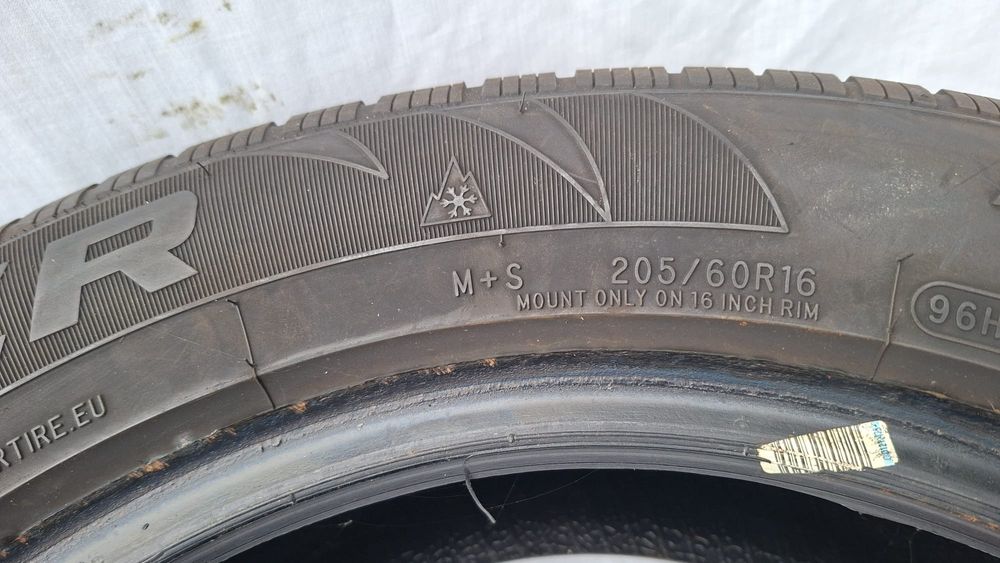 R
M+S 205/60R16
MOUNT ONLY ON 16 INCH RIM
96H
RTIRE.EU